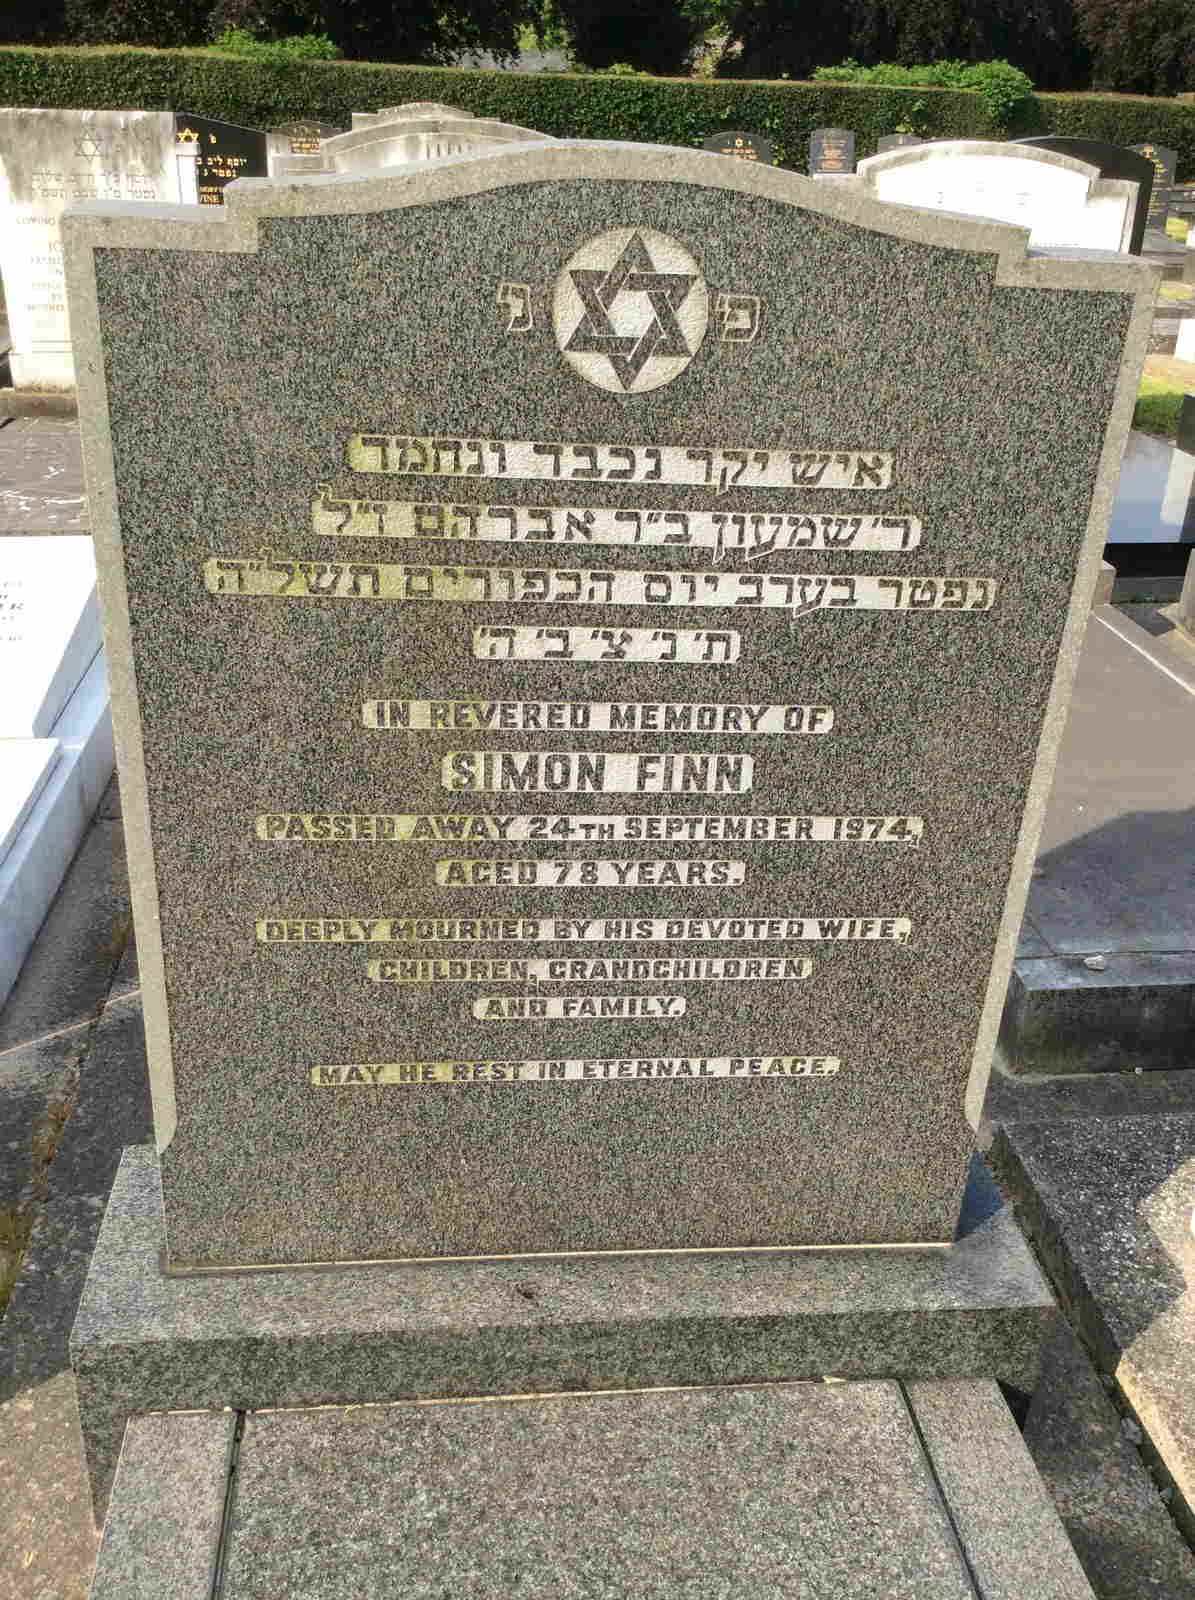 פ' נ'
איש יקר נכבד ונחמד
ר' שמעון ב"ר אברהם ז"ל
נפטר בערב יום הכפורים תשל"ה
ת' נ' צ' ב' ה'
IN REVERED MEMORY OF
SIMON FINN
PASSED AWAY 24TH SEPTEMBER 1974,
AGED 78 YEARS.
DEEPLY MOURNED BY HIS DEVOTED WIFE,
CHILDREN, GRANDCHILDREN
AND FAMILY.
MAY HE REST IN ETERNAL PEACE.